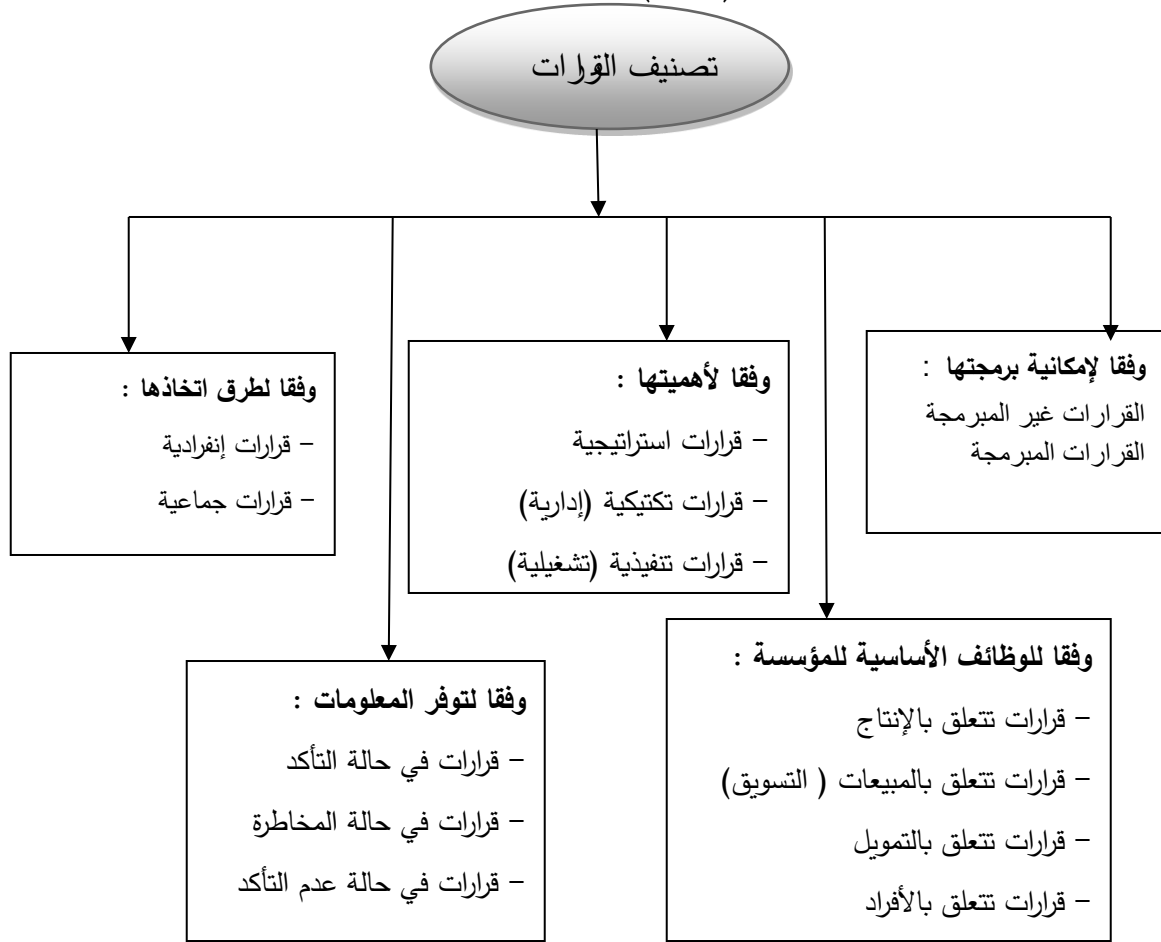 تصنيف القرارات
وفقا لإمكانية برمجتها :
القرارات غير المبرمجة
القرارات المبرمجة
وفقا لأهميتها :
– قرارات استراتيجية
– قرارات تكتيكية (إدارية)
– قرارات تنفيذية (تشغيلية)
وفقا لطرق اتخاذها :
– قرارات إنفرادية
– قرارات جماعية
وفقا للوظائف الأساسية للمؤسسة :
– قرارات تتعلق بالإنتاج
– قرارات تتعلق بالمبيعات ( التسويق)
– قرارات تتعلق بالتمويل
– قرارات تتعلق بالأفراد
وفقا لتوفر المعلومات :
– قرارات في حالة التأكد
– قرارات في حالة المخاطرة
– قرارات في حالة عدم التأكد